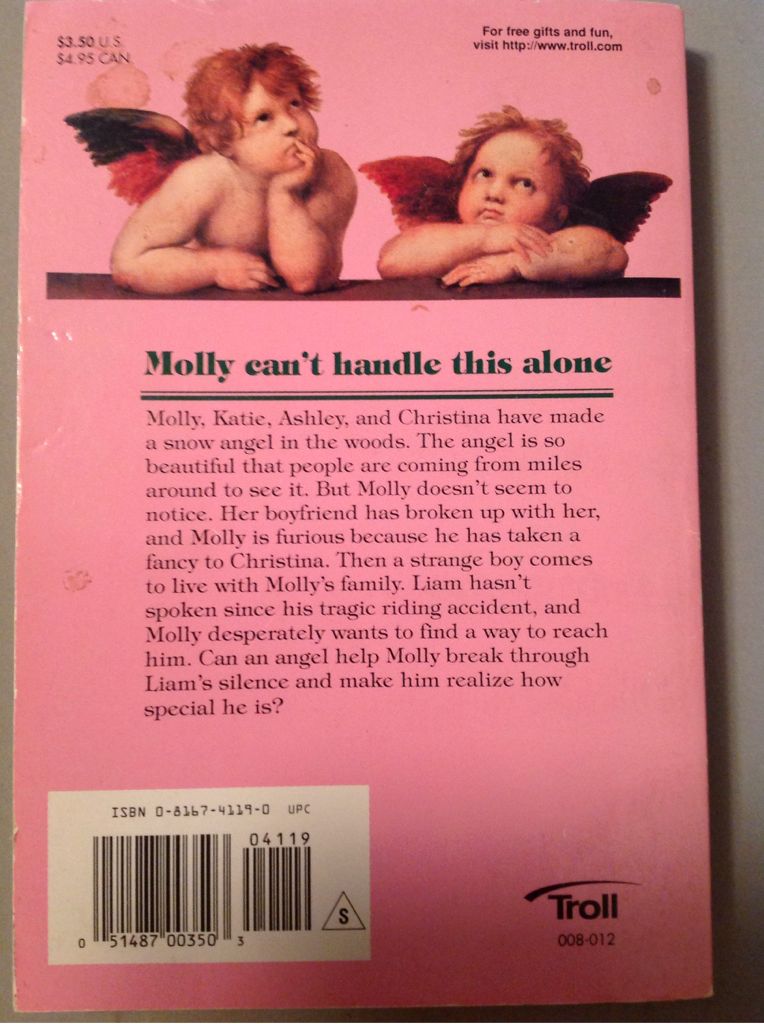 $3.50 U.S.
$4.95 CAN
For free gifts and fun,
visit http://www.troll.com
Molly can't handle this alone
Molly, Katie, Ashley, and Christina have made
a snow angel in the woods. The angel is so
beautiful that people are coming from miles
around to see it. But Molly doesn't seem to
notice. Her boyfriend has broken up with her,
and Molly is furious because he has taken a
fancy to Christina. Then a strange boy comes
to live with Molly's family. Liam hasn't
spoken since his tragic riding accident, and
Molly desperately wants to find a way to reach
him. Can an angel help Molly break through
Liam's silence and make him realize how
special he is?
ISBN 0-8167-4119-0 UPC
04119
0 51487 00350 3
S
Troll
008-012